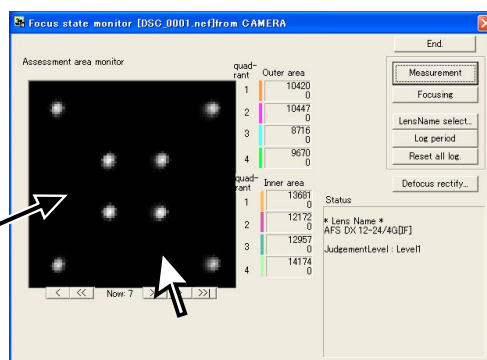 Focus state monitor [DSC_0001.nef]from CAMERA
End.
Assessment area monitor
quad-
rant
Outer area
1
10420
0
2
10447
0
3
8716
0
4
9670
0
quad-
rant
Inner area
1
13681
0
2
12172
0
3
12957
0
4
14174
0
< << Now: 7 >>|
Measurement
Focusing
LensName select..
Log period
Reset all log.
Defocus rectify...
Status
* Lens Name *
AFS DX 12-24/4G[IF]
JudgementLevel : Level1